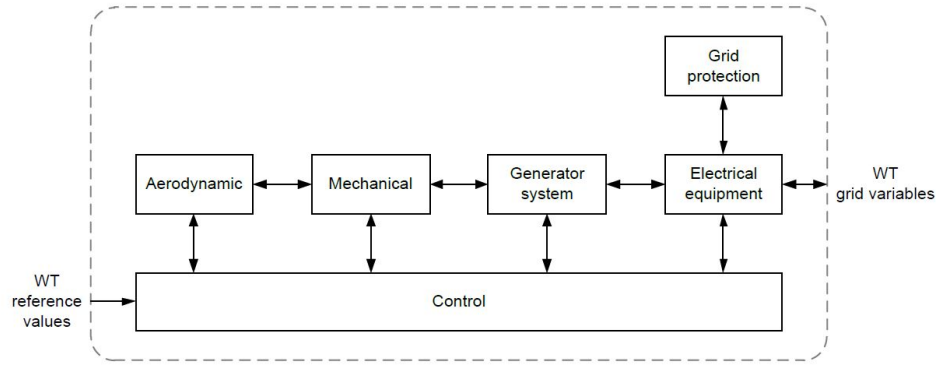 Grid
protection
Aerodynamic
Mechanical
Generator
system
Electrical
equipment
WT
grid variables
WT
reference
values
Control